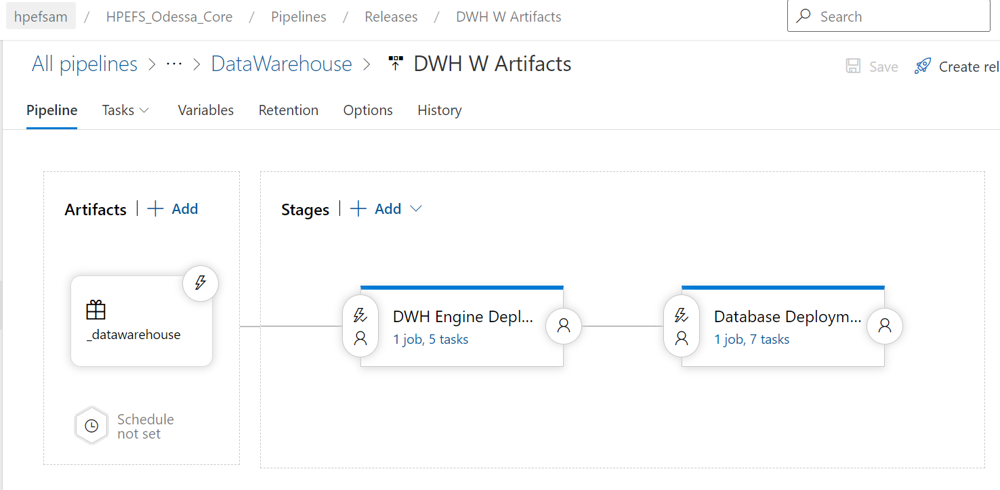 hpefsam / HPEFS_Odessa_Core / Pipelines / Releases / DWH W Artifacts
Search
All pipelines > ··· > DataWarehouse > DWH W Artifacts
Save
Create rel
Pipeline Tasks Variables Retention Options History
Artifacts | + Add
Stages | + Add
_datawarehouse
DWH Engine Depl...
1 job, 5 tasks
Database Deploym...
1 job, 7 tasks
Schedule
not set